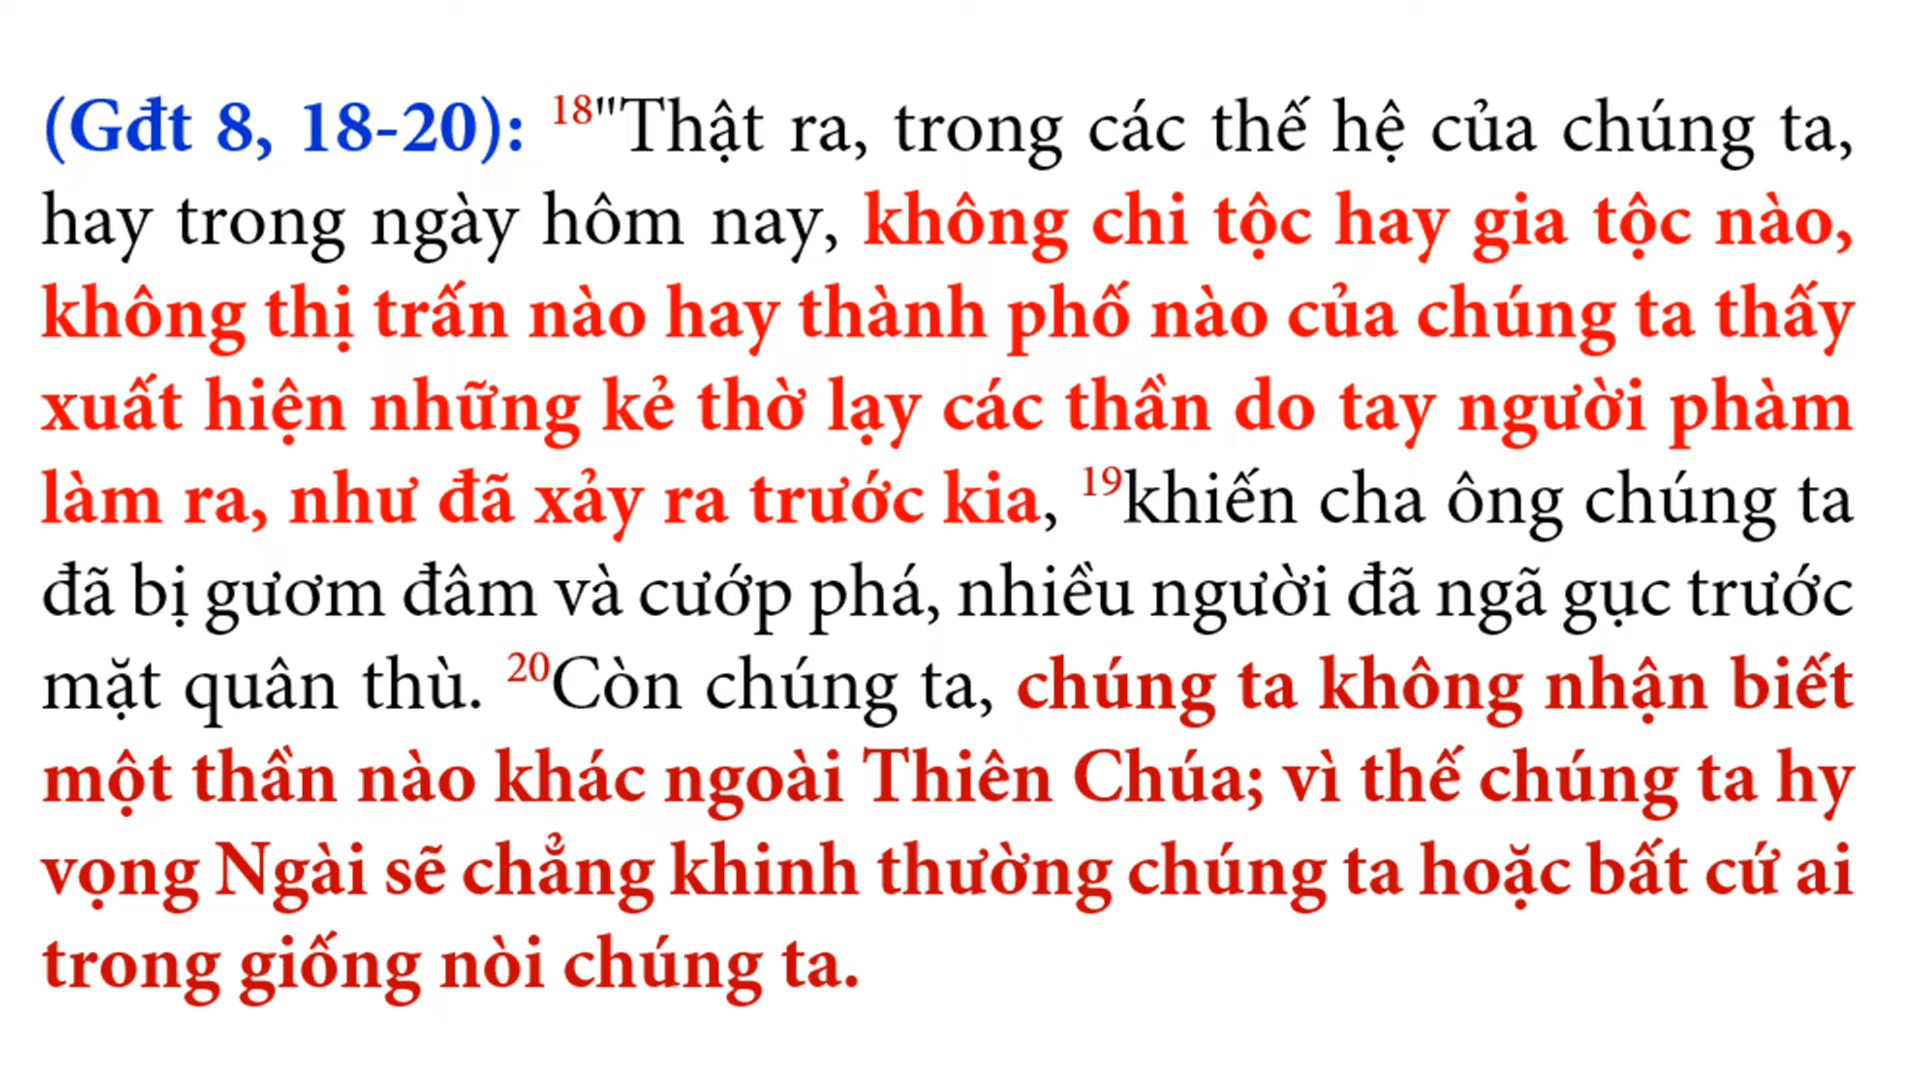 (Gđt 8, 18-20): 18"Thật ra, trong các thế hệ của chúng ta,
hay trong ngày hôm nay, không chi tộc hay gia tộc nào,
không thị trấn nào hay thành phố nào của chúng ta thấy
xuất hiện những kẻ thờ lạy các thần do tay người phàm
làm ra, như đã xảy ra trước kia, 19khiến cha ông chúng ta
đã bị gươm đâm và cướp phá, nhiều người đã ngã gục trước
mặt quân thù. 20Còn chúng ta, chúng ta không nhận biết
một thần nào khác ngoài Thiên Chúa; vì thế chúng ta hy
vọng Ngài sẽ chẳng khinh thường chúng ta hoặc bất cứ ai
trong giống nòi chúng ta.